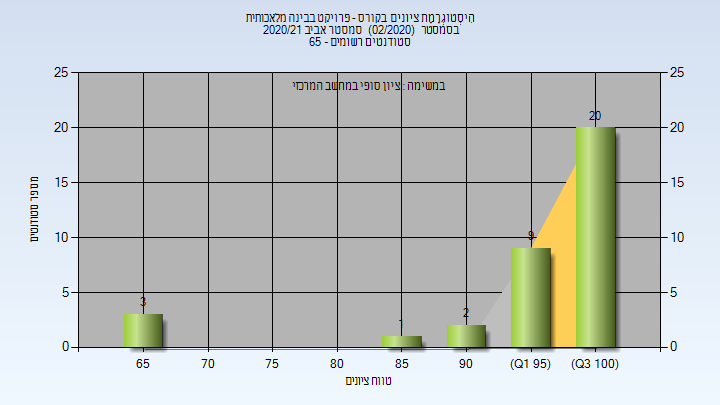 היסטוגרמת ציונים בקורס - פרויקט בבינה מלאכותית
בסמסטר (02/2020) סמסטר אביב 2020/21
סטודנטים רשומים - 65
במשימה : ציון סופי במחשב המרכזי
25 25
20 20
15 15
10 10
5 5
0 0
3 1 2 9 20
מספר סטודנטים
65 70 75 80 85 90 (Q1 95) (Q3 100)
טווח ציונים